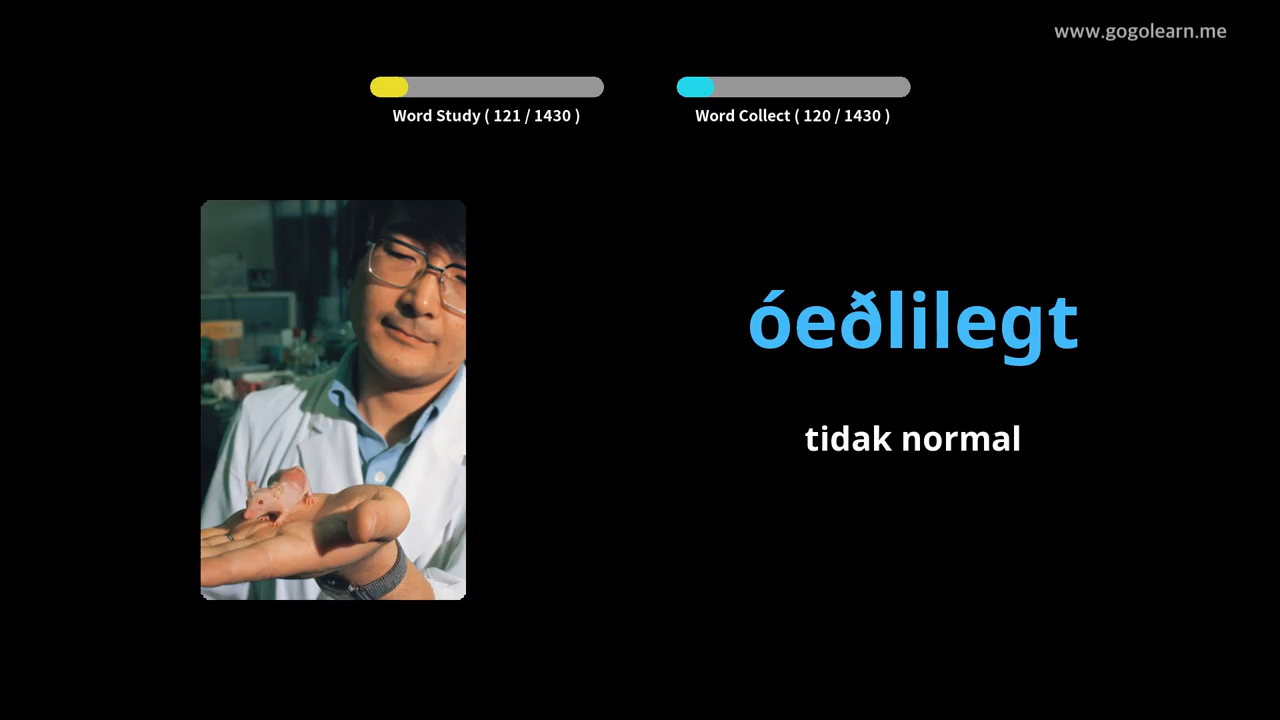 www.gogolearn.me
Word Study ( 121 / 1430 )
Word Collect ( 120 / 1430 )
óeðlilegt
tidak normal